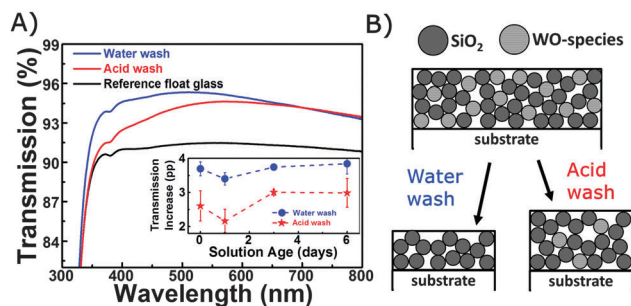 A)
Transmission (%)
99
96
93
90
87
84
Water wash
Acid wash
Reference float glass
Transmission
Increase (pp)
4
3
2
Water wash
Acid wash
0 2 4 6
Solution Age (days)
300 400 500 600 700 800
Wavelength (nm)
B)
SiO₂ WO-species
substrate
Water
wash
Acid
wash
substrate
substrate